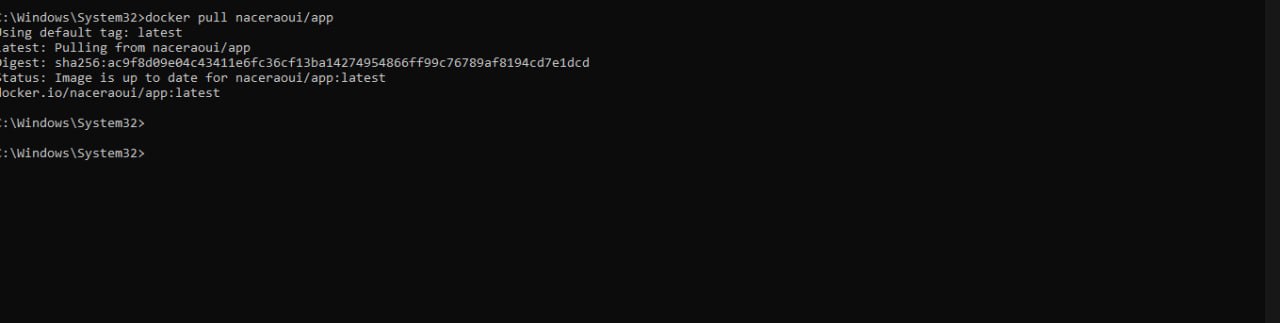 :\Windows\System32>docker pull naceraoui/app
Using default tag: latest
latest: Pulling from naceraoui/app
Digest: sha256:ac9f8d09e04c43411e6fc36cf13ba14274954866ff99c76789af8194cd7e1dcd
Status: Image is up to date for naceraoui/app:latest
docker.io/naceraoui/app:latest
C:\Windows\System32>
C:\Windows\System32>